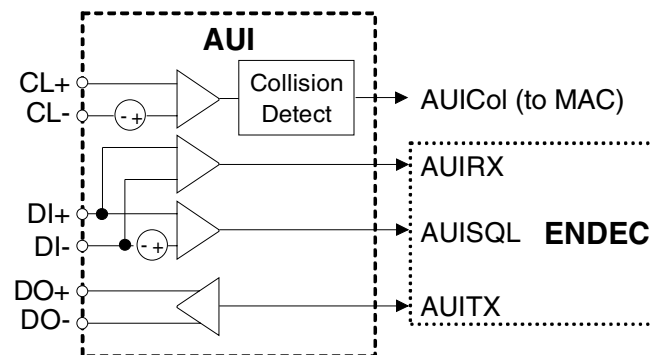 AUI
CL+
CL-
- +
Collision
Detect
AUICol (to MAC)
AUIRX
DI+
DI-
- +
AUISQL
ENDEC
DO+
DO-
AUITX